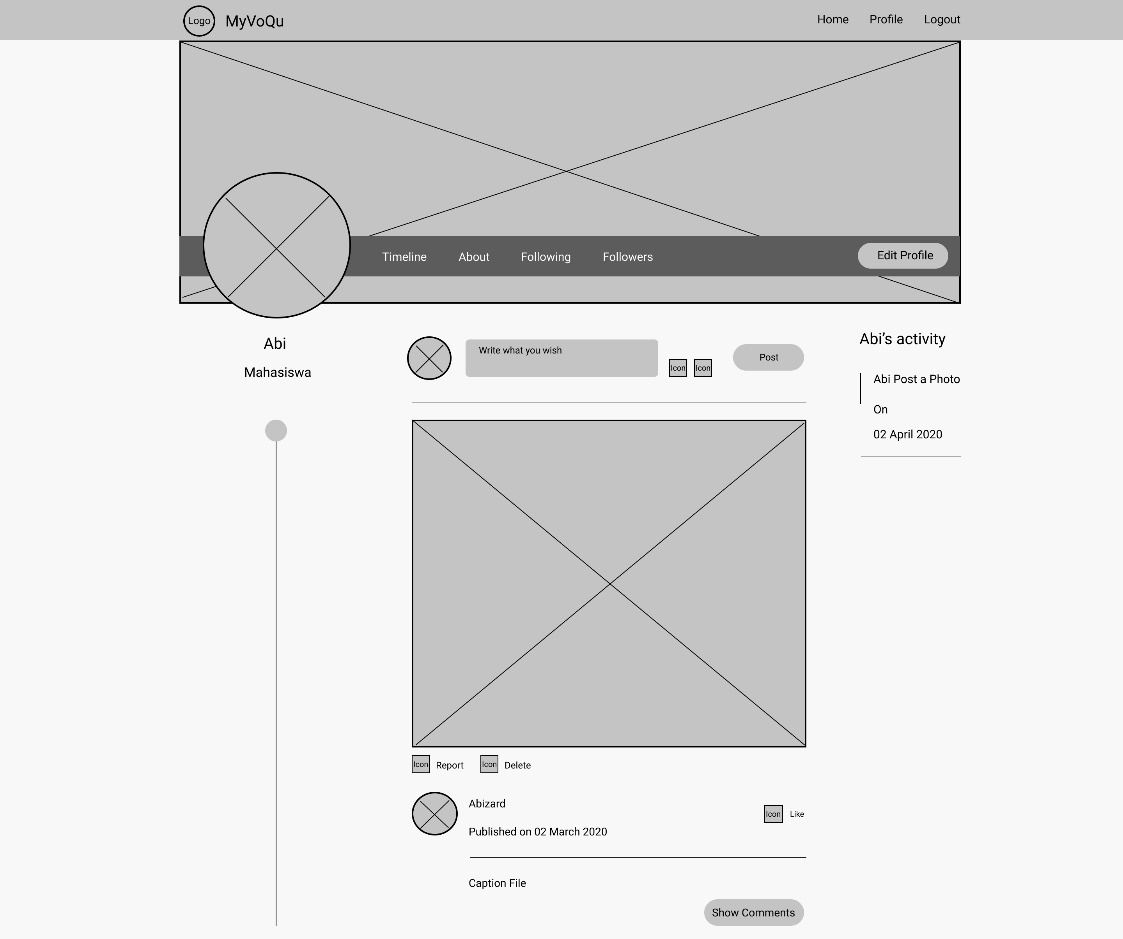 Logo
MyVoQu
Home
Profile
Logout
Timeline
About
Following
Followers
Edit Profile
Abi
Mahasiswa
Write what you wish
Icon
Icon
Post
Abi's activity
Abi Post a Photo
On
02 April 2020
Icon
Report
Icon
Delete
Abizard
Published on 02 March 2020
Icon
Like
Caption File
Show Comments